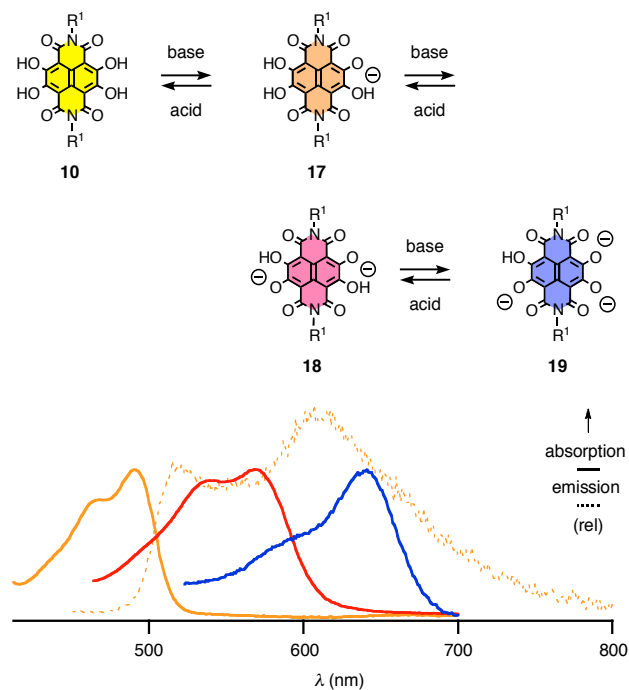 R¹
R¹
O
N
O
base
O
N
O
base
HO
OH
HO
O
⊖
HO
OH
HO
OH
O
N
O
acid
O
N
O
acid
R¹
R¹
10
17
R¹
R¹
O
N
O
base
O
N
O
⊖
HO
O
⊖
HO
O
⊖
O
OH
⊖
O
O
⊖
O
N
O
acid
O
N
O
R¹
R¹
18
19
absorption
emission
(rel)
500
600
700
800
λ (nm)